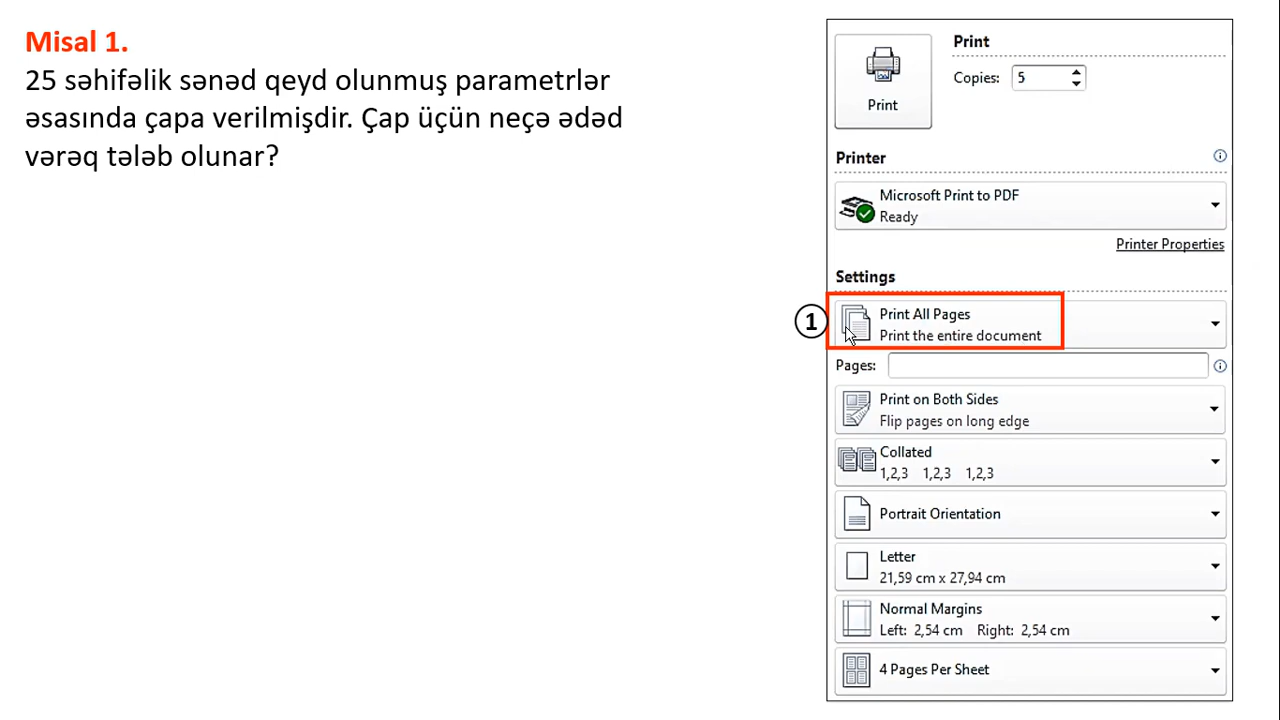 Misal 1.
25 səhifəlik sənəd qeyd olunmuş parametrlər
əsasında çapa verilmişdir. Çap üçün neçə ədəd
vərəq tələb olunar?
Print
Print
Copies: 5
Printer
Microsoft Print to PDF
Ready
Printer Properties
Settings
1
Print All Pages
Print the entire document
Pages:
Print on Both Sides
Flip pages on long edge
Collated
1,2,3 1,2,3 1,2,3
Portrait Orientation
Letter
21,59 cm x 27,94 cm
Normal Margins
Left: 2,54 cm Right: 2,54 cm
4 Pages Per Sheet